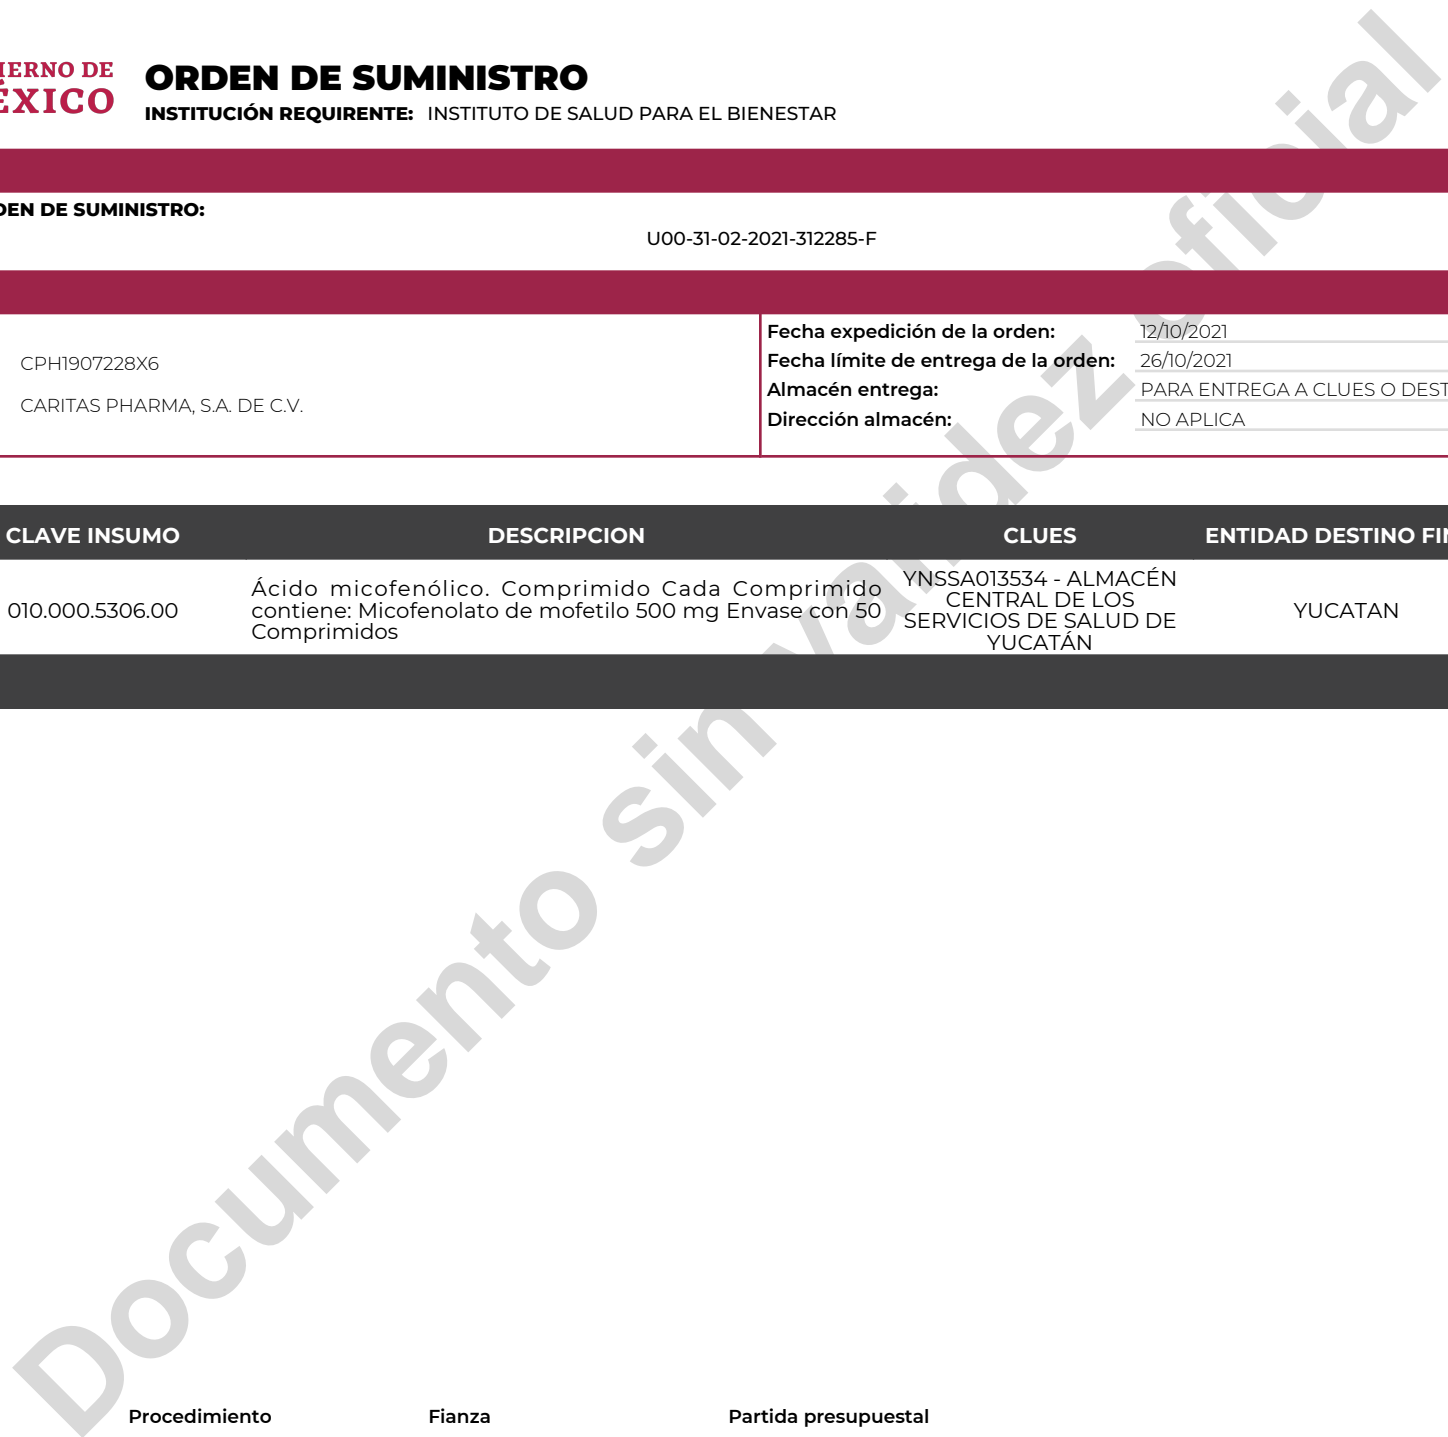 IERNO DE
ÉXICO
ORDEN DE SUMINISTRO
INSTITUCIÓN REQUIRENTE: INSTITUTO DE SALUD PARA EL BIENESTAR
DEN DE SUMINISTRO:
U00-31-02-2021-312285-F
CPH1907228X6
CARITAS PHARMA, S.A. DE C.V.
Fecha expedición de la orden: 12/10/2021
Fecha límite de entrega de la orden: 26/10/2021
Almacén entrega: PARA ENTREGA A CLUES O DEST
Dirección almacén: NO APLICA
CLAVE INSUMO DESCRIPCION CLUES ENTIDAD DESTINO FIN
010.000.5306.00
Ácido micofenólico. Comprimido Cada Comprimido
contiene: Micofenolato de mofetilo 500 mg Envase con 50
Comprimidos
YNSSA013534 - ALMACÉN
CENTRAL DE LOS
SERVICIOS DE SALUD DE
YUCATÁN
YUCATAN
Documento sin validez oficial
Procedimiento Fianza Partida presupuestal